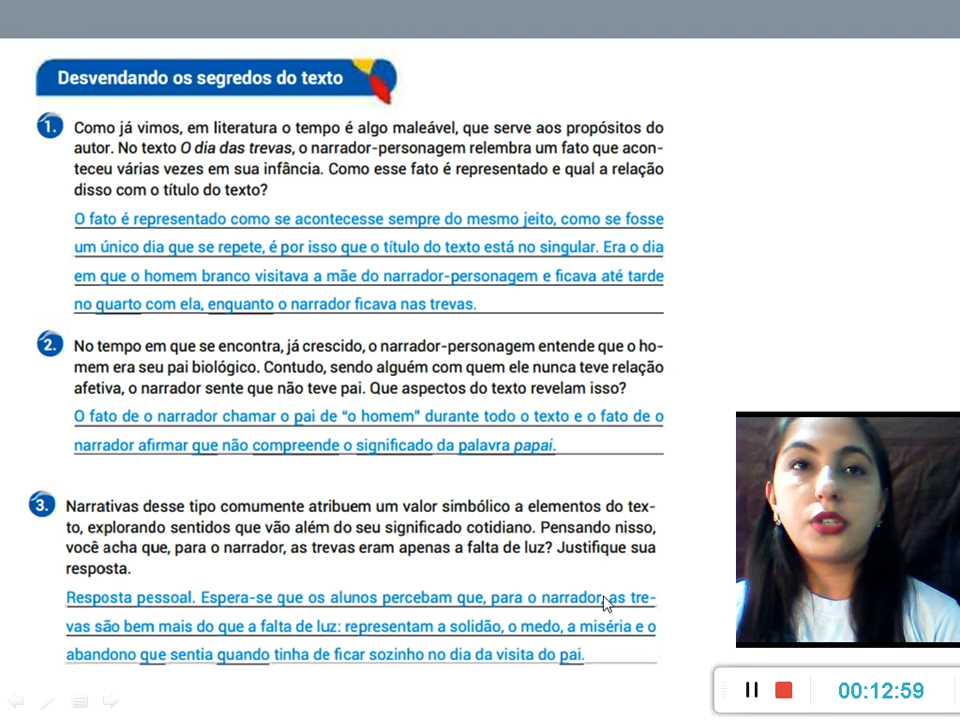 Desvendando os segredos do texto
1. Como já vimos, em literatura o tempo é algo maleável, que serve aos propósitos do
autor. No texto O dia das trevas, o narrador-personagem relembra um fato que acon-
teceu várias vezes em sua infância. Como esse fato é representado e qual a relação
disso com o título do texto?
O fato é representado como se acontecesse sempre do mesmo jeito, como se fosse
um único dia que se repete, é por isso que o título do texto está no singular. Era o dia
em que o homem branco visitava a mãe do narrador-personagem e ficava até tarde
no quarto com ela, enquanto o narrador ficava nas trevas.
2. No tempo em que se encontra, já crescido, o narrador-personagem entende que o ho-
mem era seu pai biológico. Contudo, sendo alguém com quem ele nunca teve relação
afetiva, o narrador sente que não teve pai. Que aspectos do texto revelam isso?
O fato de o narrador chamar o pai de “o homem” durante todo o texto e o fato de o
narrador afirmar que não compreende o significado da palavra papai.
3. Narrativas desse tipo comumente atribuem um valor simbólico a elementos do tex-
to, explorando sentidos que vão além do seu significado cotidiano. Pensando nisso,
você acha que, para o narrador, as trevas eram apenas a falta de luz? Justifique sua
resposta.
Resposta pessoal. Espera-se que os alunos percebam que, para o narrador, as tre-
vas são bem mais do que a falta de luz: representam a solidão, o medo, a miséria e o
abandono que sentia quando tinha de ficar sozinho no dia da visita do pai.
00:12:59